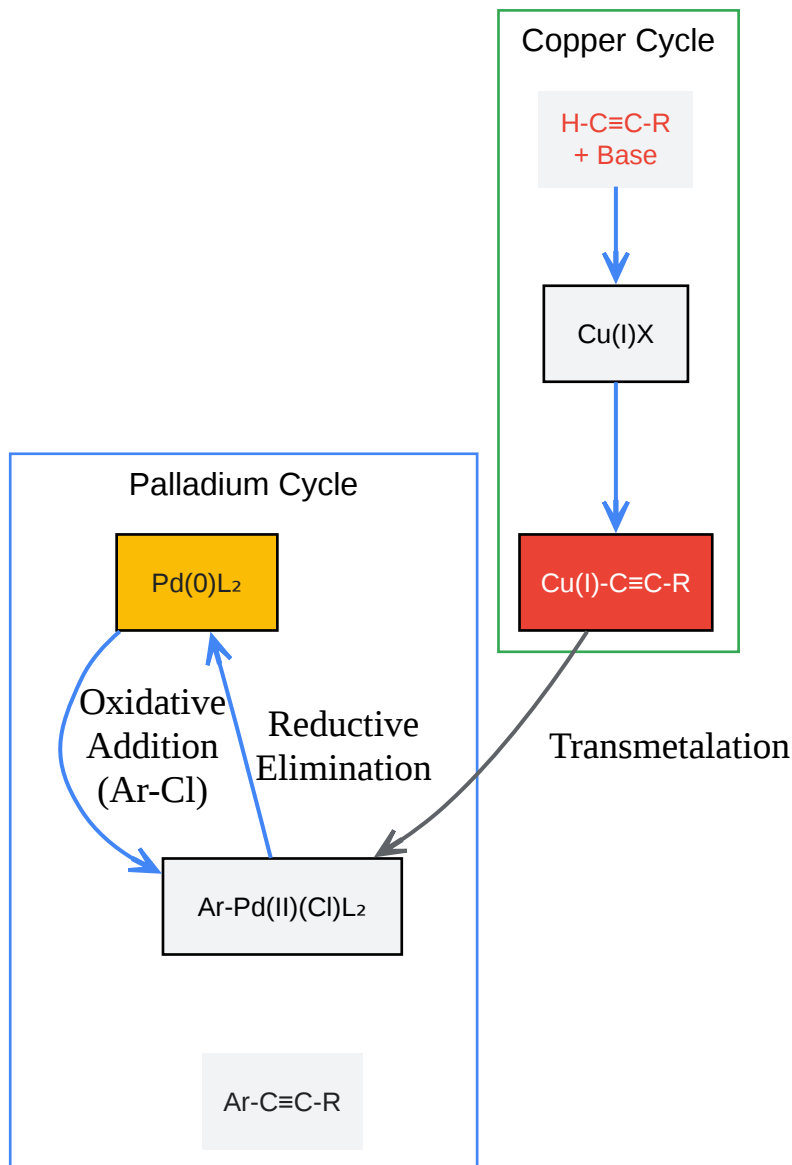 Copper Cycle
H-C≡C-R
+ Base
Cu(I)X
Palladium Cycle
Pd(0)L₂
Cu(I)-C≡C-R
Oxidative
Addition
(Ar-Cl)
Reductive
Elimination
Transmetalation
Ar-Pd(II)(Cl)L₂
Ar-C≡C-R